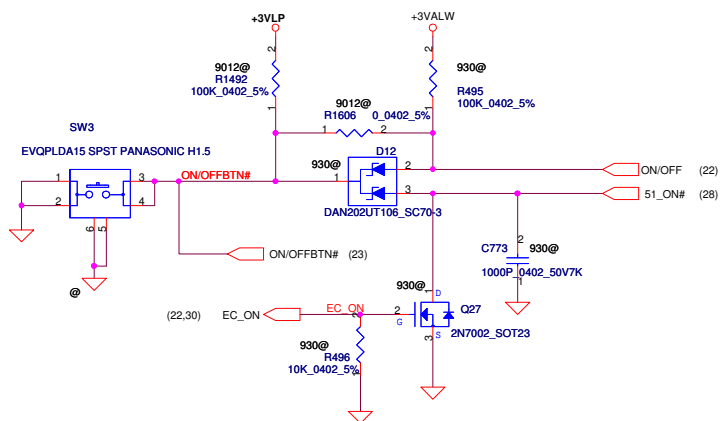 +3VLP
+3VALW
2
9012@
R1492
100K_0402_5%
1
2
930@
R495
100K_0402_5%
1
9012@
R1606 0_0402_5%
1 2
SW3
EVQPLDA15 SPST PANASONIC H1.5
1 3
2 4
6 5
@
ON/OFFBTN#
930@
D12
1 2
3
DAN202UT106_SC70-3
ON/OFF (22)
51_ON# (28)
ON/OFFBTN# (23)
2
C773 930@
1000P_0402_50V7K
1
930@
1 D
(22,30) EC_ON
EC_ON
2
G
Q27
S
3
2N7002_SOT23
2
930@
R496
10K_0402_5%
1